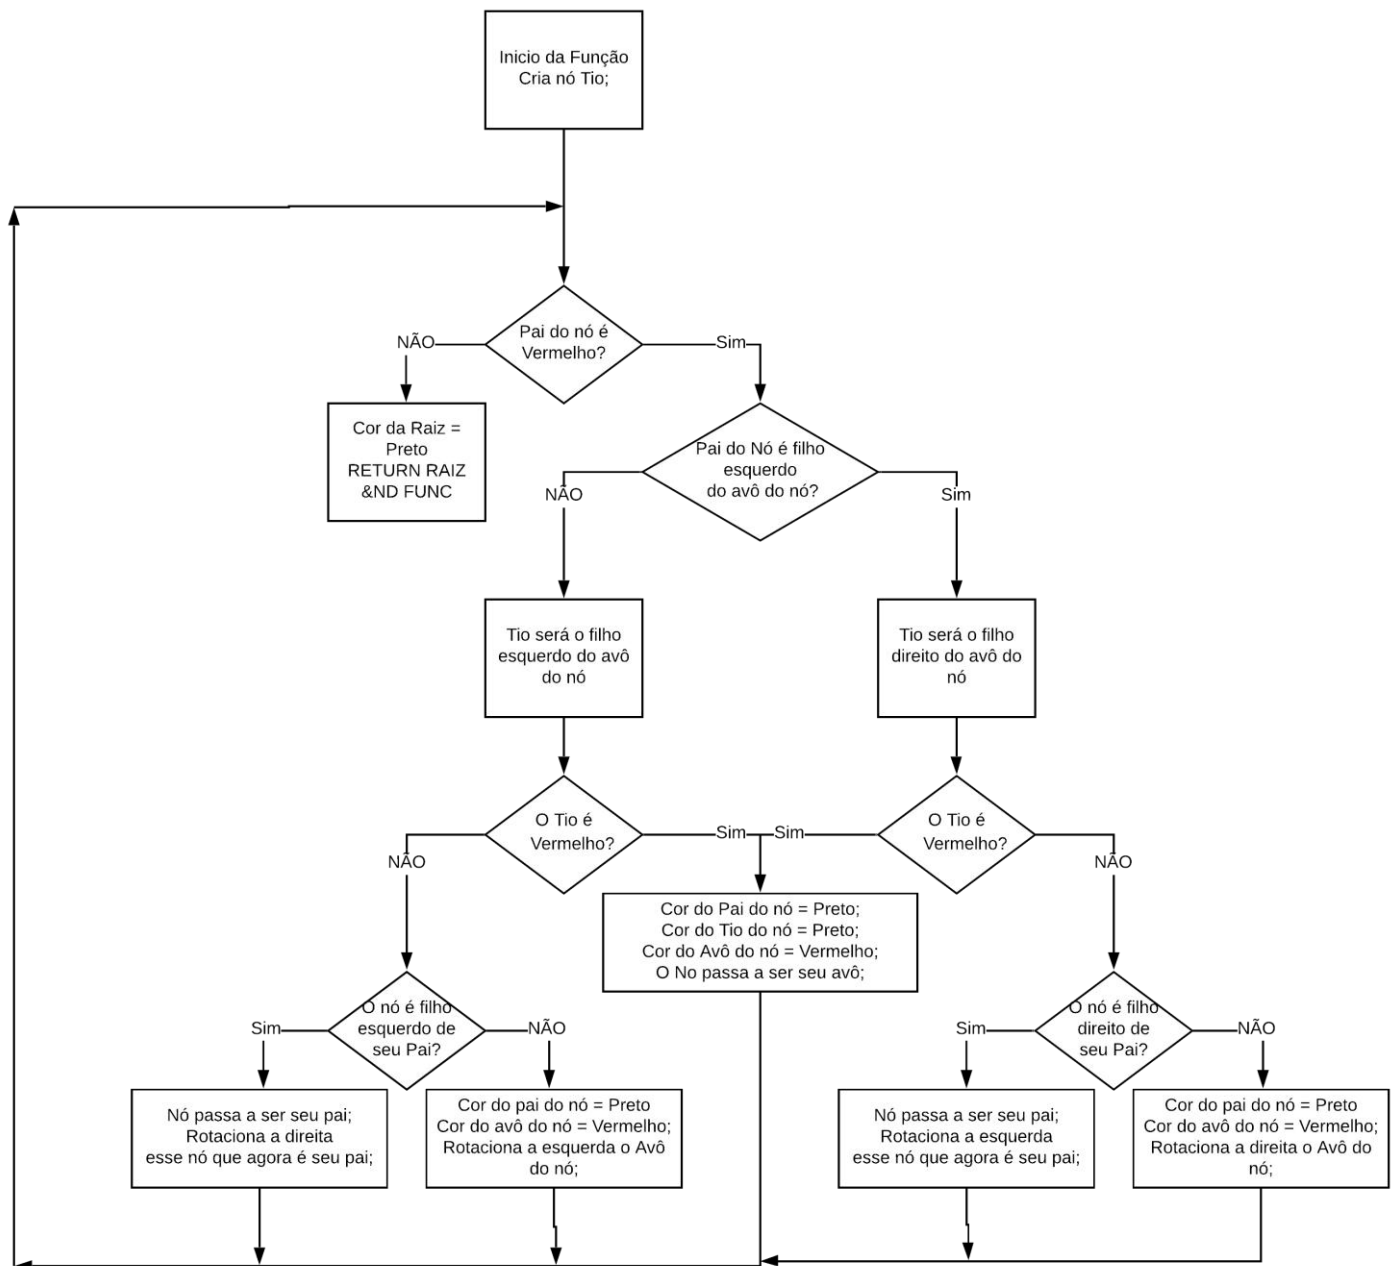 Inicio da Função
Cria nó Tio;
Pai do nó é
Vermelho?
NÃO
Sim
Cor da Raiz =
Preto
RETURN RAIZ
&ND FUNC
Pai do Nó é filho
esquerdo
do avô do nó?
NÃO
Sim
Tio será o filho
esquerdo do avô
do nó
Tio será o filho
direito do avô do
nó
O Tio é
Vermelho?
NÃO
Sim
Sim
O Tio é
Vermelho?
NÃO
Cor do Pai do nó = Preto;
Cor do Tio do nó = Preto;
Cor do Avô do nó = Vermelho;
O No passa a ser seu avô;
O nó é filho
esquerdo de
seu Pai?
Sim
NÃO
O nó é filho
direito de
seu Pai?
Sim
NÃO
Nó passa a ser seu pai;
Rotaciona a direita
esse nó que agora é seu pai;
Cor do pai do nó = Preto
Cor do avô do nó = Vermelho;
Rotaciona a esquerda o Avô
do nó;
Nó passa a ser seu pai;
Rotaciona a esquerda
esse nó que agora é seu pai;
Cor do pai do nó = Preto
Cor do avô do nó = Vermelho;
Rotaciona a direita o Avô do
nó;